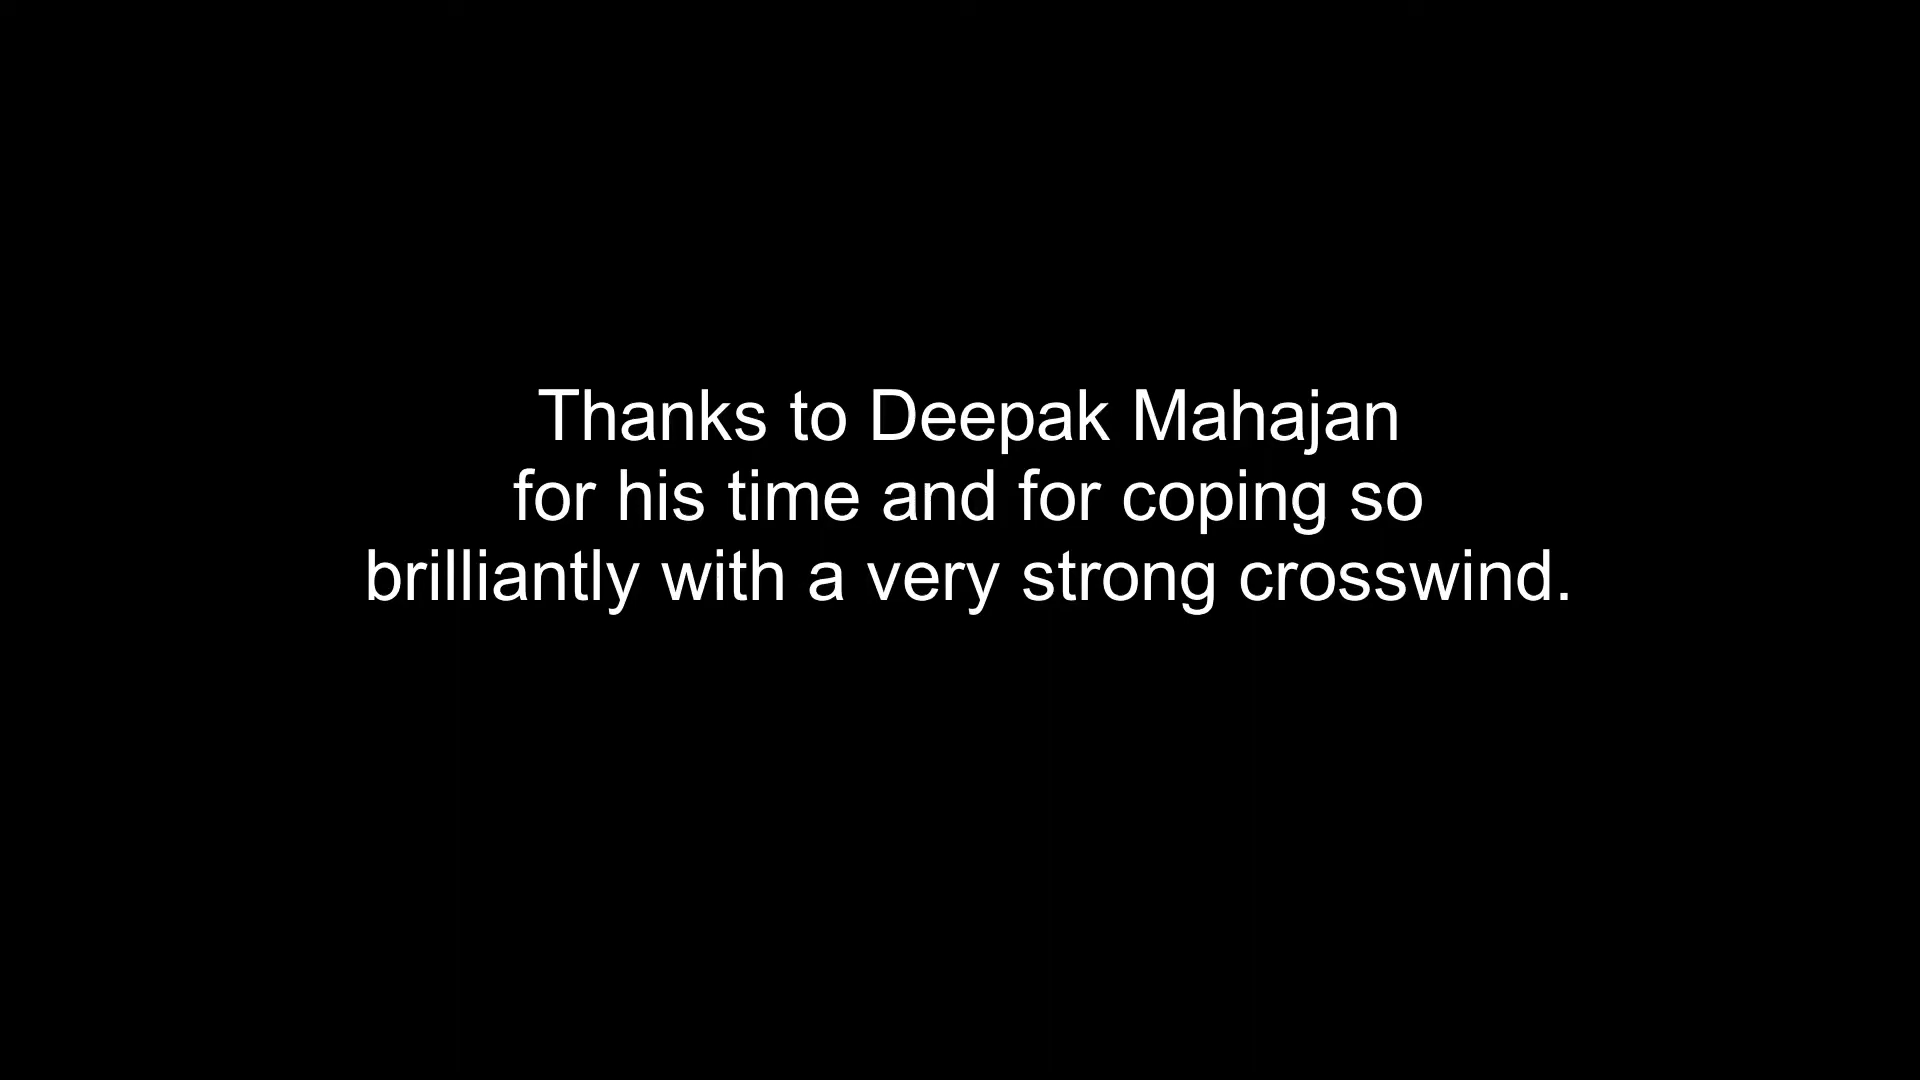 Thanks to Deepak Mahajan
for his time and for coping so
brilliantly with a very strong crosswind.